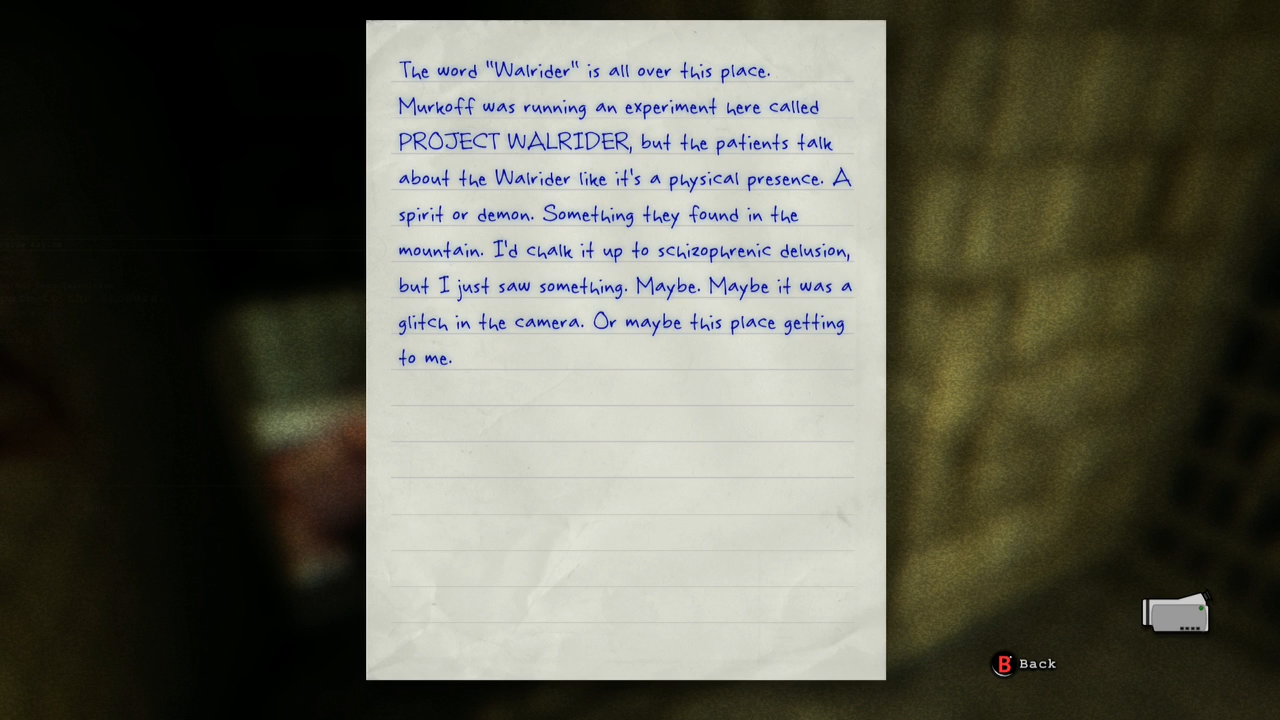 The word "Walrider" is all over this place.
Murkoff was running an experiment here called
PROJECT WALRIDER, but the patients talk
about the Walrider like it's a physical presence. A
spirit or demon. Something they found in the
mountain. I'd chalk it up to schizophrenic delusion,
but I just saw something. Maybe. Maybe it was a
glitch in the camera. Or maybe this place getting
to me.
B Back